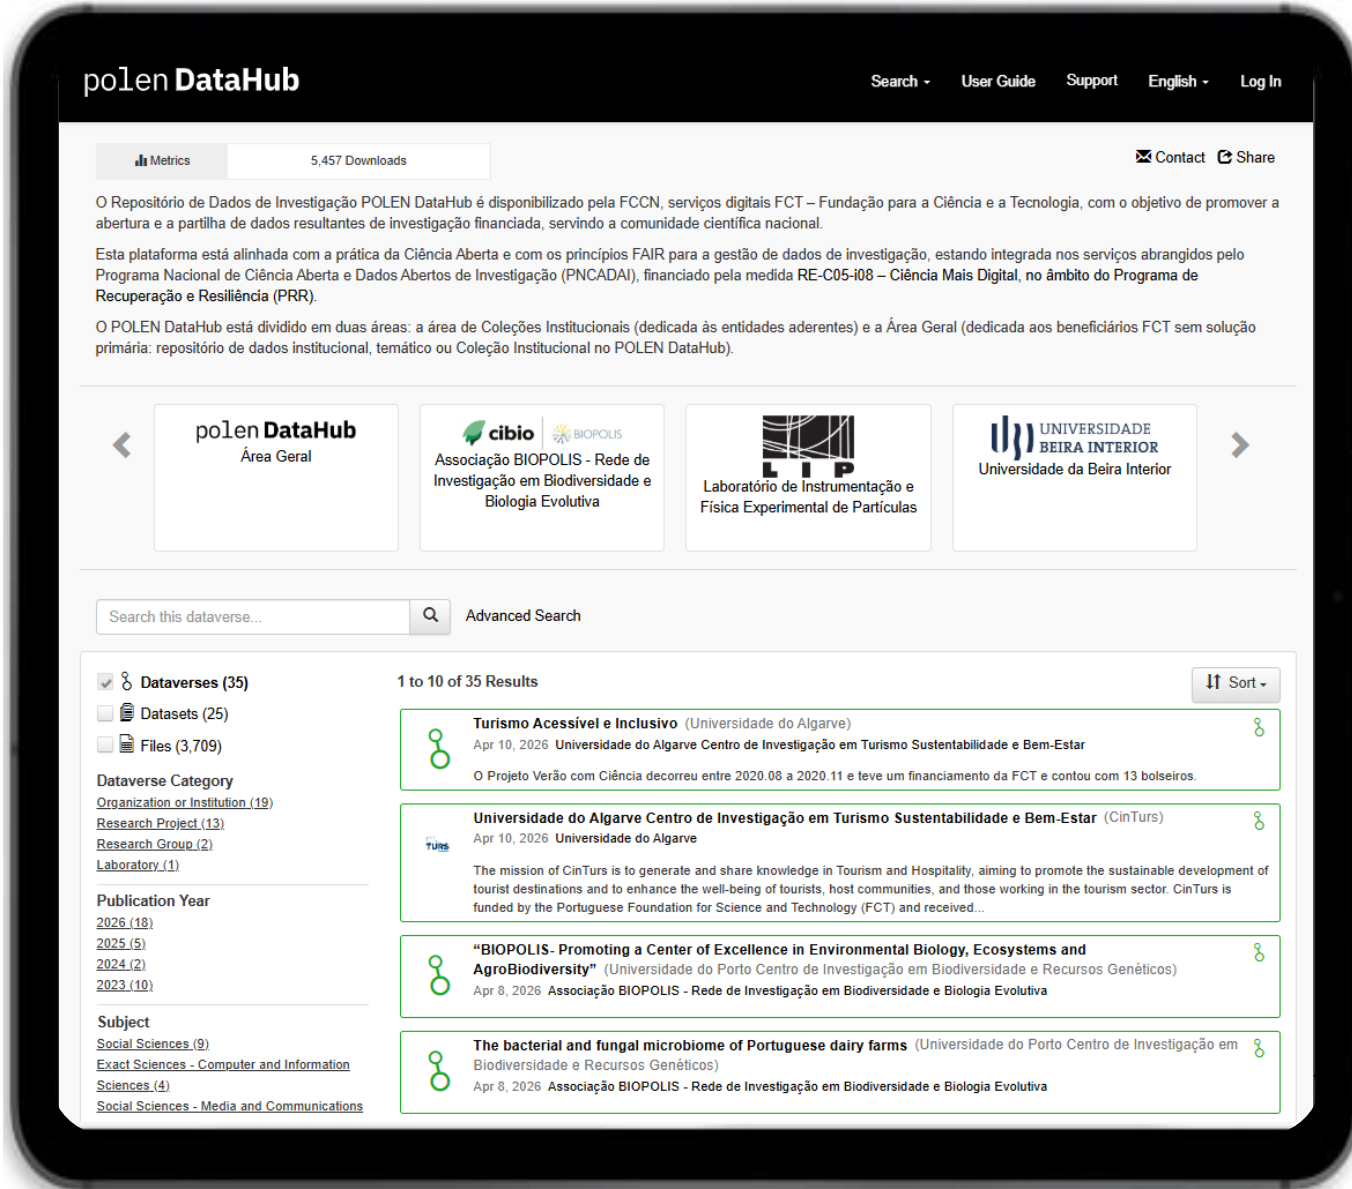 polen DataHub
Search
User Guide
Support
English
Log In
Metrics
5,457 Downloads
Contact
Share
O Repositório de Dados de Investigação POLEN DataHub é disponibilizado pela FCCN, serviços digitais FCT – Fundação para a Ciência e a Tecnologia, com o objetivo de promover a
abertura e a partilha de dados resultantes de investigação financiada, servindo a comunidade científica nacional.
Esta plataforma está alinhada com a prática da Ciência Aberta e com os princípios FAIR para a gestão de dados de investigação, estando integrada nos serviços abrangidos pelo
Programa Nacional de Ciência Aberta e Dados Abertos de Investigação (PNCADAI), financiado pela medida RE-C05-i08 – Ciência Mais Digital, no âmbito do Programa de
Recuperação e Resiliência (PRR).
O POLEN DataHub está dividido em duas áreas: a área de Coleções Institucionais (dedicada às entidades aderentes) e a Área Geral (dedicada aos beneficiários FCT sem solução
primária: repositório de dados institucional, temático ou Coleção Institucional no POLEN DataHub).
polen DataHub
Área Geral
cibio BIOPOLIS
Associação BIOPOLIS - Rede de
Investigação em Biodiversidade e
Biologia Evolutiva
LIP
Laboratório de Instrumentação e
Física Experimental de Partículas
UNIVERSIDADE
BEIRA INTERIOR
Universidade da Beira Interior
Search this dataverse...
Advanced Search
Dataverses (35)
Datasets (25)
Files (3,709)
Dataverse Category
Organization or Institution (19)
Research Project (13)
Research Group (2)
Laboratory (1)
Publication Year
2026 (18)
2025 (5)
2024 (2)
2023 (10)
Subject
Social Sciences (9)
Exact Sciences - Computer and Information
Sciences (4)
Social Sciences - Media and Communications
1 to 10 of 35 Results
Sort
Turismo Acessível e Inclusivo (Universidade do Algarve)
Apr 10, 2026 Universidade do Algarve Centro de Investigação em Turismo Sustentabilidade e Bem-Estar
O Projeto Verão com Ciência decorreu entre 2020.08 a 2020.11 e teve um financiamento da FCT e contou com 13 bolseiros.
TURS
Universidade do Algarve Centro de Investigação em Turismo Sustentabilidade e Bem-Estar (CinTurs)
Apr 10, 2026 Universidade do Algarve
The mission of CinTurs is to generate and share knowledge in Tourism and Hospitality, aiming to promote the sustainable development of
tourist destinations and to enhance the well-being of tourists, host communities, and those working in the tourism sector. CinTurs is
funded by the Portuguese Foundation for Science and Technology (FCT) and received...
“BIOPOLIS- Promoting a Center of Excellence in Environmental Biology, Ecosystems and
AgroBiodiversity” (Universidade do Porto Centro de Investigação em Biodiversidade e Recursos Genéticos)
Apr 8, 2026 Associação BIOPOLIS - Rede de Investigação em Biodiversidade e Biologia Evolutiva
The bacterial and fungal microbiome of Portuguese dairy farms (Universidade do Porto Centro de Investigação em
Biodiversidade e Recursos Genéticos)
Apr 8, 2026 Associação BIOPOLIS - Rede de Investigação em Biodiversidade e Biologia Evolutiva